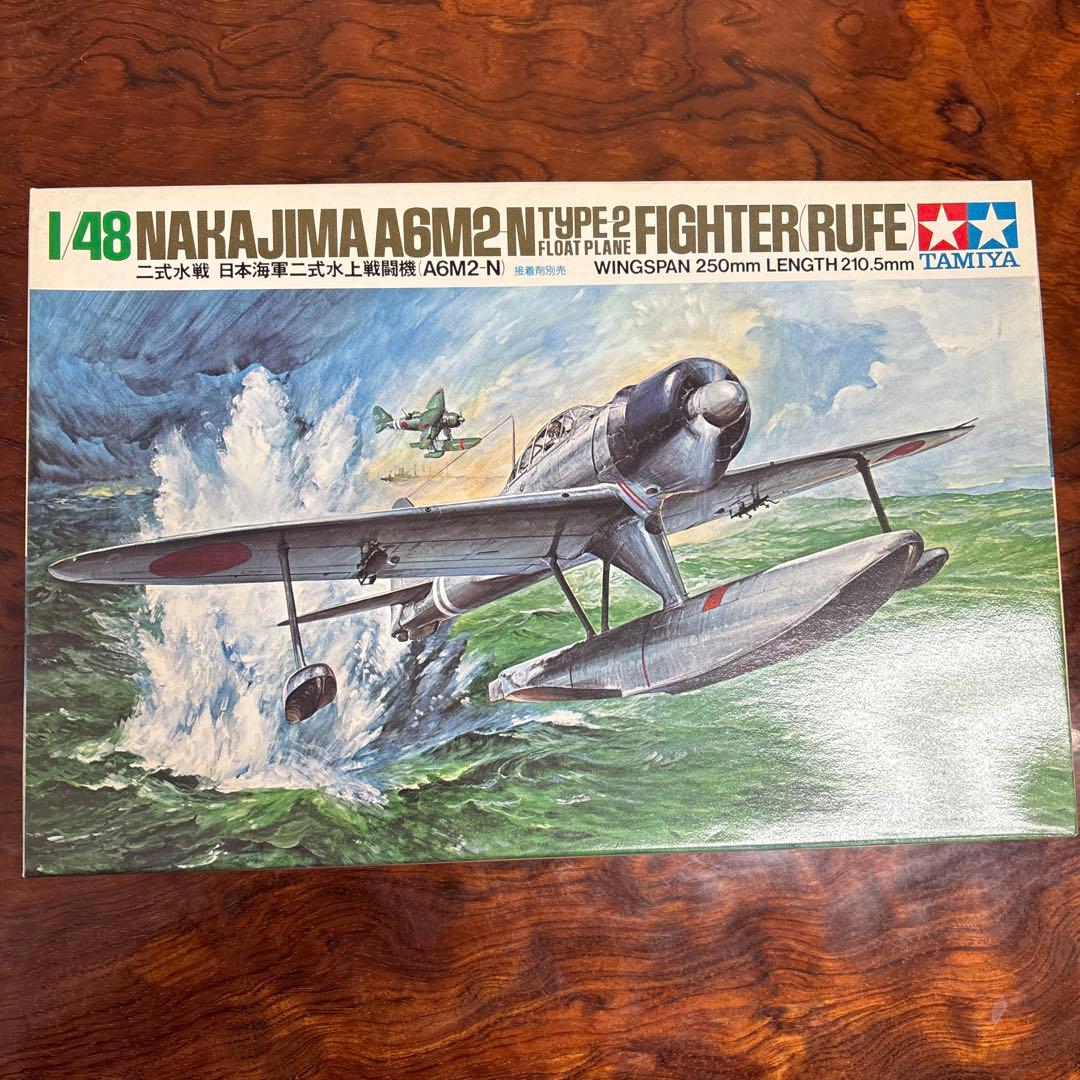 1/48 NAKAJIMA A6M2-N TYPE-2 FLOAT PLANE FIGHTER (RUFE)
二式水戦 日本海軍二式水上戦闘機 (A6M2-N) 接着剤別売 WINGSPAN 250mm LENGTH 210.5mm TAMIYA